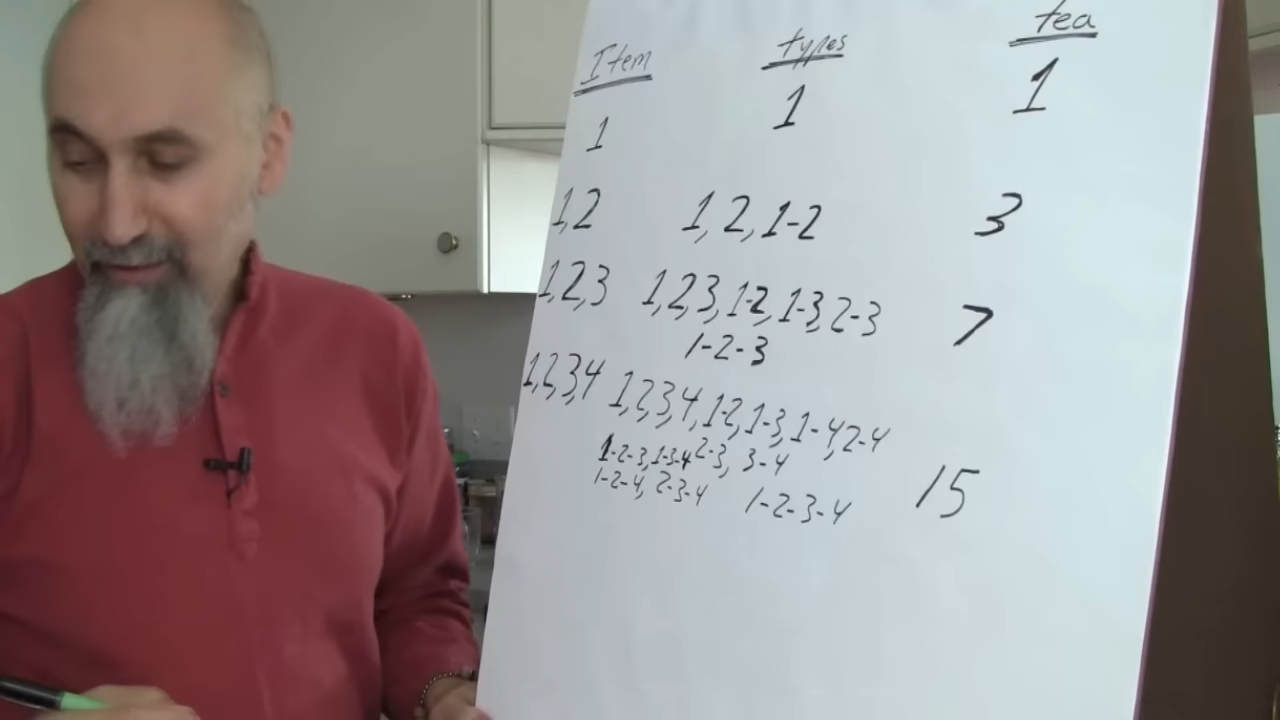 Item types tea
1 1 1
1,2 1, 2, 1-2 3
1,2,3 1,2,3, 1-2, 1-3, 2-3 7
1-2-3
1,2,3,4 1,2,3,4, 1-2, 1-3, 1-4, 2-4
1-2-3, 1-3-4 2-3, 3-4
1-2-4, 2-3-4 1-2-3-4 15